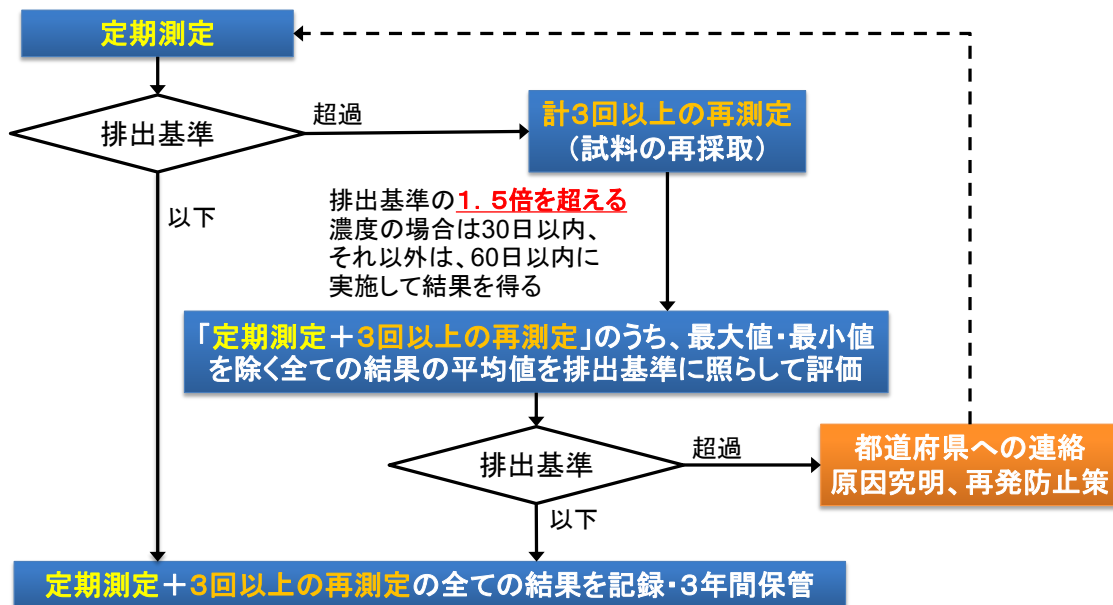 定期測定
排出基準
超過
計3回以上の再測定
（試料の再採取）
以下
排出基準の1．5倍を超える
濃度の場合は30日以内、
それ以外は、60日以内に
実施して結果を得る
「定期測定＋3回以上の再測定」のうち、最大値・最小値
を除く全ての結果の平均値を排出基準に照らして評価
排出基準
超過
都道府県への連絡
原因究明、再発防止策
以下
定期測定＋3回以上の再測定の全ての結果を記録・3年間保管